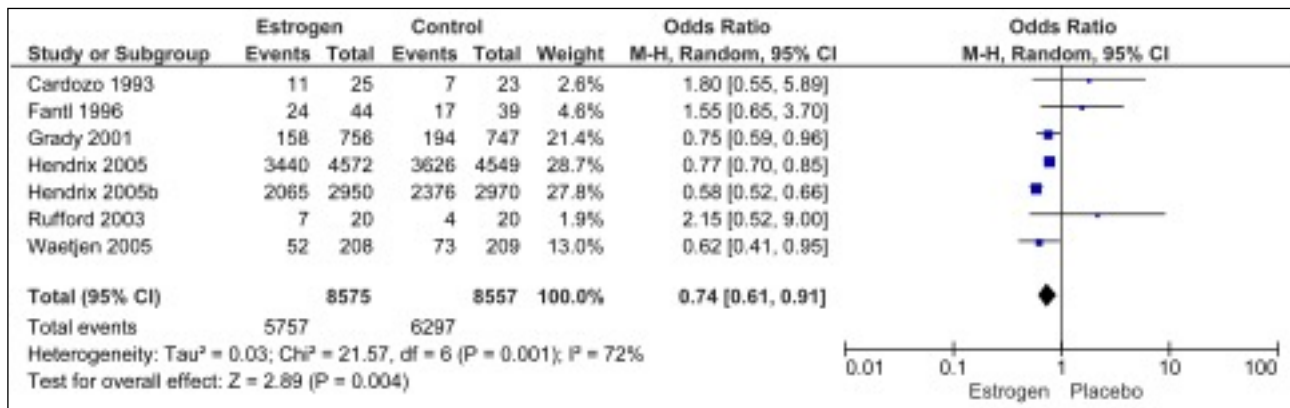 Estrogen Control Odds Ratio Odds Ratio
Study or Subgroup Events Total Events Total Weight M-H, Random, 95% CI M-H, Random, 95% CI
Cardozo 1993 11 25 7 23 2.6% 1.80 [0.55, 5.89]
Fantl 1996 24 44 17 39 4.6% 1.55 [0.65, 3.70]
Grady 2001 158 756 194 747 21.4% 0.75 [0.59, 0.96]
Hendrix 2005 3440 4572 3626 4549 28.7% 0.77 [0.70, 0.85]
Hendrix 2005b 2065 2950 2376 2970 27.8% 0.58 [0.52, 0.66]
Rufford 2003 7 20 4 20 1.9% 2.15 [0.52, 9.00]
Waetjen 2005 52 208 73 209 13.0% 0.62 [0.41, 0.95]
Total (95% CI) 8575 8557 100.0% 0.74 [0.61, 0.91]
Total events 5757 6297
Heterogeneity: Tau² = 0.03; Chi² = 21.57, df = 6 (P = 0.001); I² = 72%
Test for overall effect: Z = 2.89 (P = 0.004)
0.01 0.1 1 10 100
Estrogen Placebo